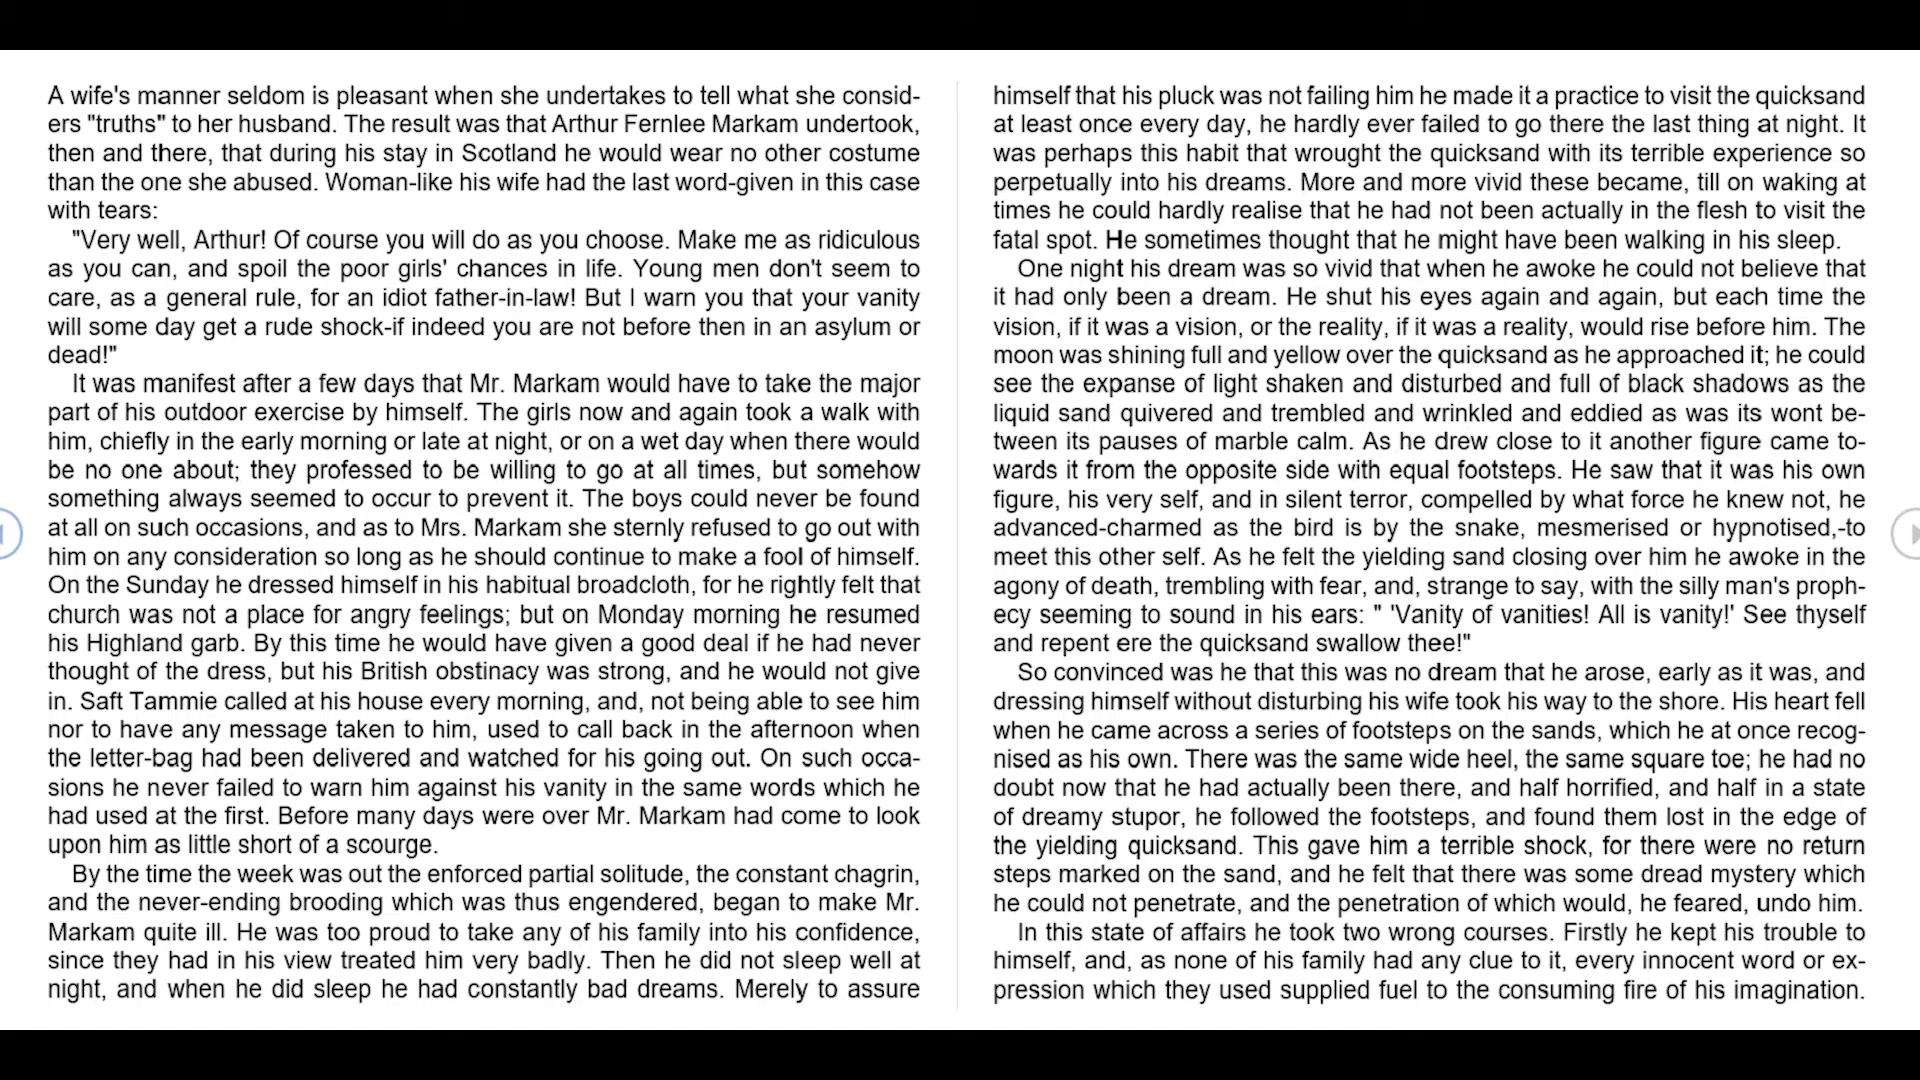 A wife's manner seldom is pleasant when she undertakes to tell what she consid-
ers "truths" to her husband. The result was that Arthur Fernlee Markam undertook,
then and there, that during his stay in Scotland he would wear no other costume
than the one she abused. Woman-like his wife had the last word-given in this case
with tears:
"Very well, Arthur! Of course you will do as you choose. Make me as ridiculous
as you can, and spoil the poor girls' chances in life. Young men don't seem to
care, as a general rule, for an idiot father-in-law! But I warn you that your vanity
will some day get a rude shock-if indeed you are not before then in an asylum or
dead!"
It was manifest after a few days that Mr. Markam would have to take the major
part of his outdoor exercise by himself. The girls now and again took a walk with
him, chiefly in the early morning or late at night, or on a wet day when there would
be no one about; they professed to be willing to go at all times, but somehow
something always seemed to occur to prevent it. The boys could never be found
at all on such occasions, and as to Mrs. Markam she sternly refused to go out with
him on any consideration so long as he should continue to make a fool of himself.
On the Sunday he dressed himself in his habitual broadcloth, for he rightly felt that
church was not a place for angry feelings; but on Monday morning he resumed
his Highland garb. By this time he would have given a good deal if he had never
thought of the dress, but his British obstinacy was strong, and he would not give
in. Saft Tammie called at his house every morning, and, not being able to see him
nor to have any message taken to him, used to call back in the afternoon when
the letter-bag had been delivered and watched for his going out. On such occa-
sions he never failed to warn him against his vanity in the same words which he
had used at the first. Before many days were over Mr. Markam had come to look
upon him as little short of a scourge.
By the time the week was out the enforced partial solitude, the constant chagrin,
and the never-ending brooding which was thus engendered, began to make Mr.
Markam quite ill. He was too proud to take any of his family into his confidence,
since they had in his view treated him very badly. Then he did not sleep well at
night, and when he did sleep he had constantly bad dreams. Merely to assure
himself that his pluck was not failing him he made it a practice to visit the quicksand
at least once every day, he hardly ever failed to go there the last thing at night. It
was perhaps this habit that wrought the quicksand with its terrible experience so
perpetually into his dreams. More and more vivid these became, till on waking at
times he could hardly realise that he had not been actually in the flesh to visit the
fatal spot. He sometimes thought that he might have been walking in his sleep.
One night his dream was so vivid that when he awoke he could not believe that
it had only been a dream. He shut his eyes again and again, but each time the
vision, if it was a vision, or the reality, if it was a reality, would rise before him. The
moon was shining full and yellow over the quicksand as he approached it; he could
see the expanse of light shaken and disturbed and full of black shadows as the
liquid sand quivered and trembled and wrinkled and eddied as was its wont be-
tween its pauses of marble calm. As he drew close to it another figure came to-
wards it from the opposite side with equal footsteps. He saw that it was his own
figure, his very self, and in silent terror, compelled by what force he knew not, he
advanced-charmed as the bird is by the snake, mesmerised or hypnotised,-to
meet this other self. As he felt the yielding sand closing over him he awoke in the
agony of death, trembling with fear, and, strange to say, with the silly man's proph-
ecy seeming to sound in his ears: " 'Vanity of vanities! All is vanity!' See thyself
and repent ere the quicksand swallow thee!"
So convinced was he that this was no dream that he arose, early as it was, and
dressing himself without disturbing his wife took his way to the shore. His heart fell
when he came across a series of footsteps on the sands, which he at once recog-
nised as his own. There was the same wide heel, the same square toe; he had no
doubt now that he had actually been there, and half horrified, and half in a state
of dreamy stupor, he followed the footsteps, and found them lost in the edge of
the yielding quicksand. This gave him a terrible shock, for there were no return
steps marked on the sand, and he felt that there was some dread mystery which
he could not penetrate, and the penetration of which would, he feared, undo him.
In this state of affairs he took two wrong courses. Firstly he kept his trouble to
himself, and, as none of his family had any clue to it, every innocent word or ex-
pression which they used supplied fuel to the consuming fire of his imagination.